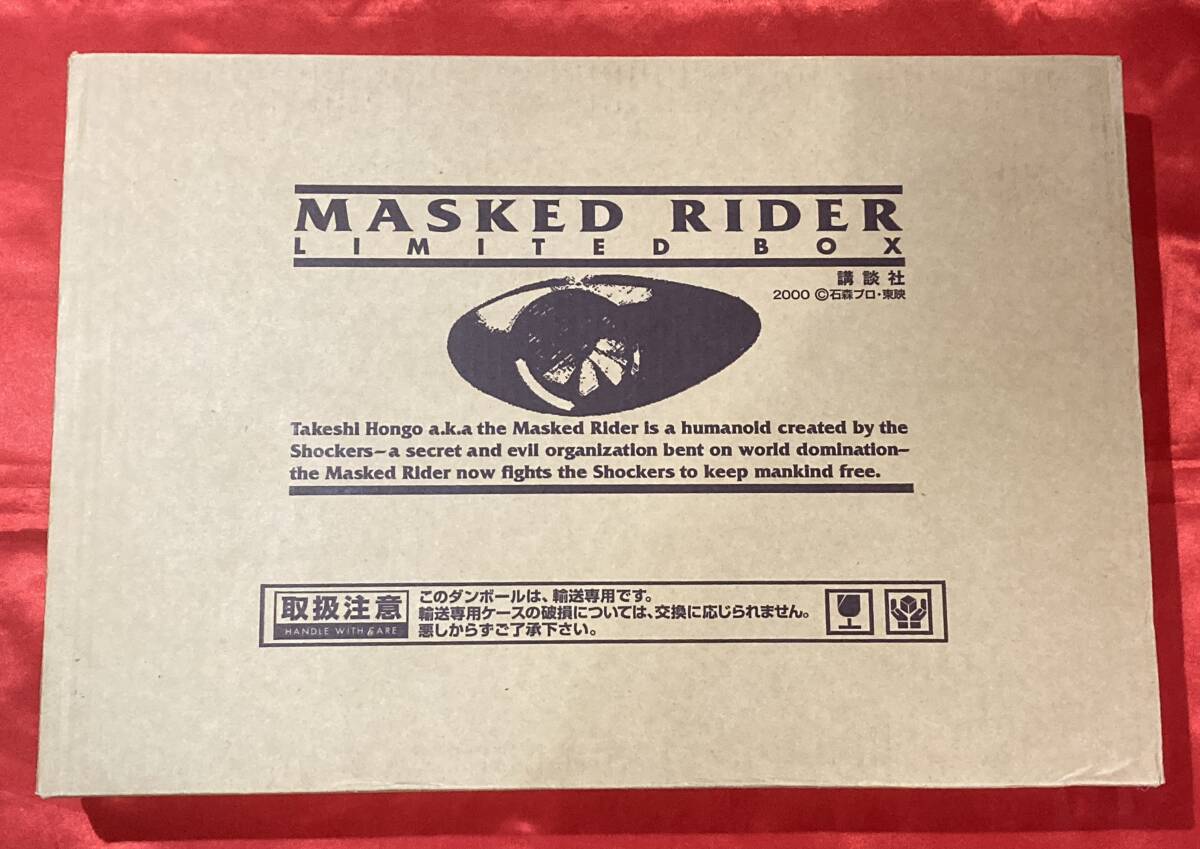 MASKED RIDER
LIMITED BOX
講談社
2000 ©石森プロ・東映
Takeshi Hongo a.k.a the Masked Rider is a humanoid created by the
Shockers—a secret and evil organization bent on world domination—
the Masked Rider now fights the Shockers to keep mankind free.
取扱注意
HANDLE WITH CARE
このダンボールは、輸送専用です。
輸送専用ケースの破損については、交換に応じられません。
悪しからずご了承下さい。